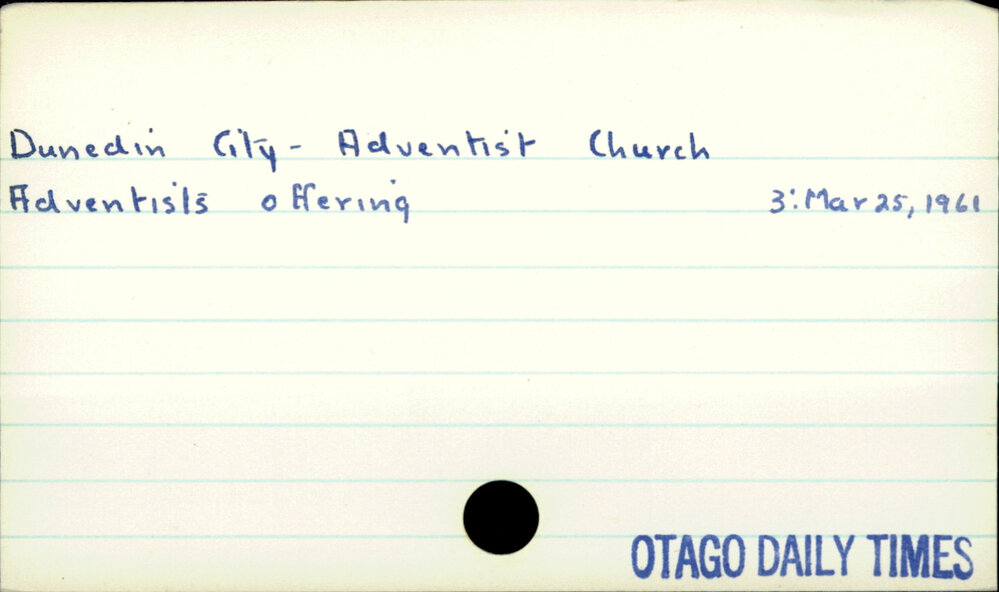 Dunedin City - Adventist Church
Adventists offering 3: Mar 25, 1961
OTAGO DAILY TIMES